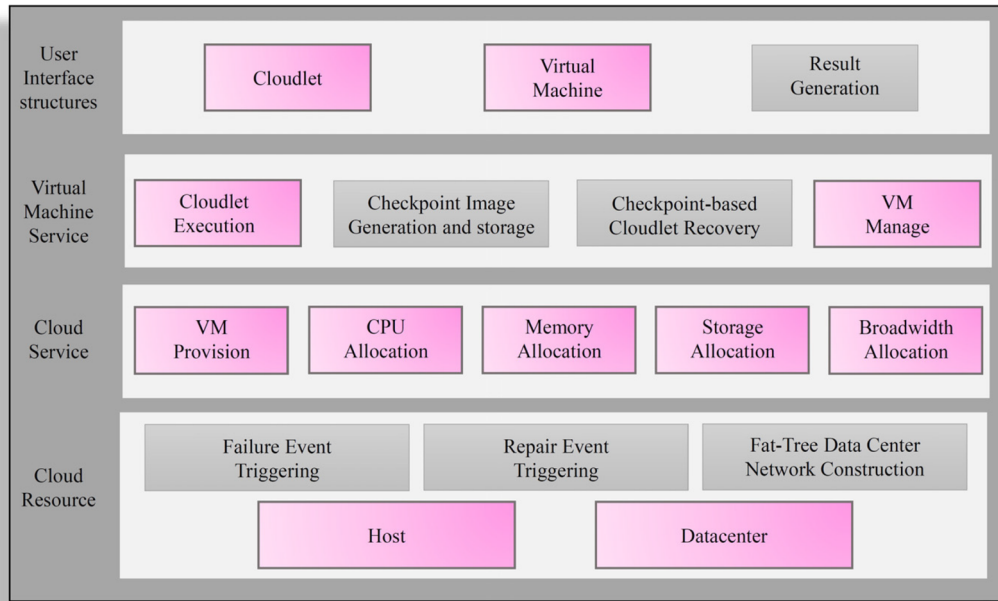 User
Interface
structures
Cloudlet
Virtual
Machine
Result
Generation
Virtual
Machine
Service
Cloudlet
Execution
Checkpoint Image
Generation and storage
Checkpoint-based
Cloudlet Recovery
VM
Manage
Cloud
Service
VM
Provision
CPU
Allocation
Memory
Allocation
Storage
Allocation
Broadwidth
Allocation
Cloud
Resource
Failure Event
Triggering
Repair Event
Triggering
Fat-Tree Data Center
Network Construction
Host
Datacenter